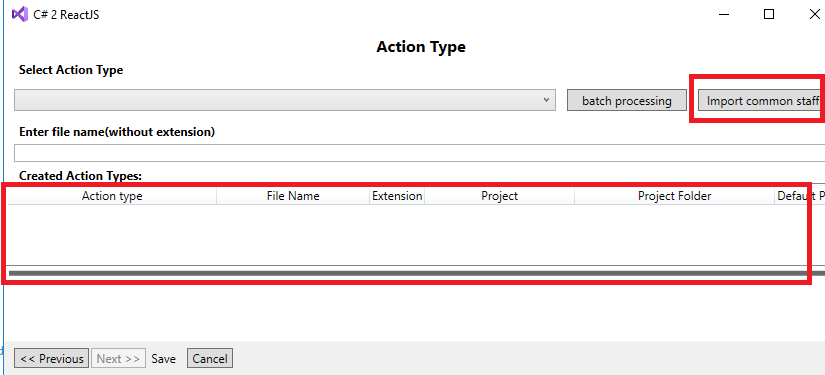 C# 2 ReactJS
Action Type
Select Action Type
batch processing Import common staff
Enter file name(without extension)
Created Action Types:
Action type File Name Extension Project Project Folder Default P
<< Previous Next >> Save Cancel